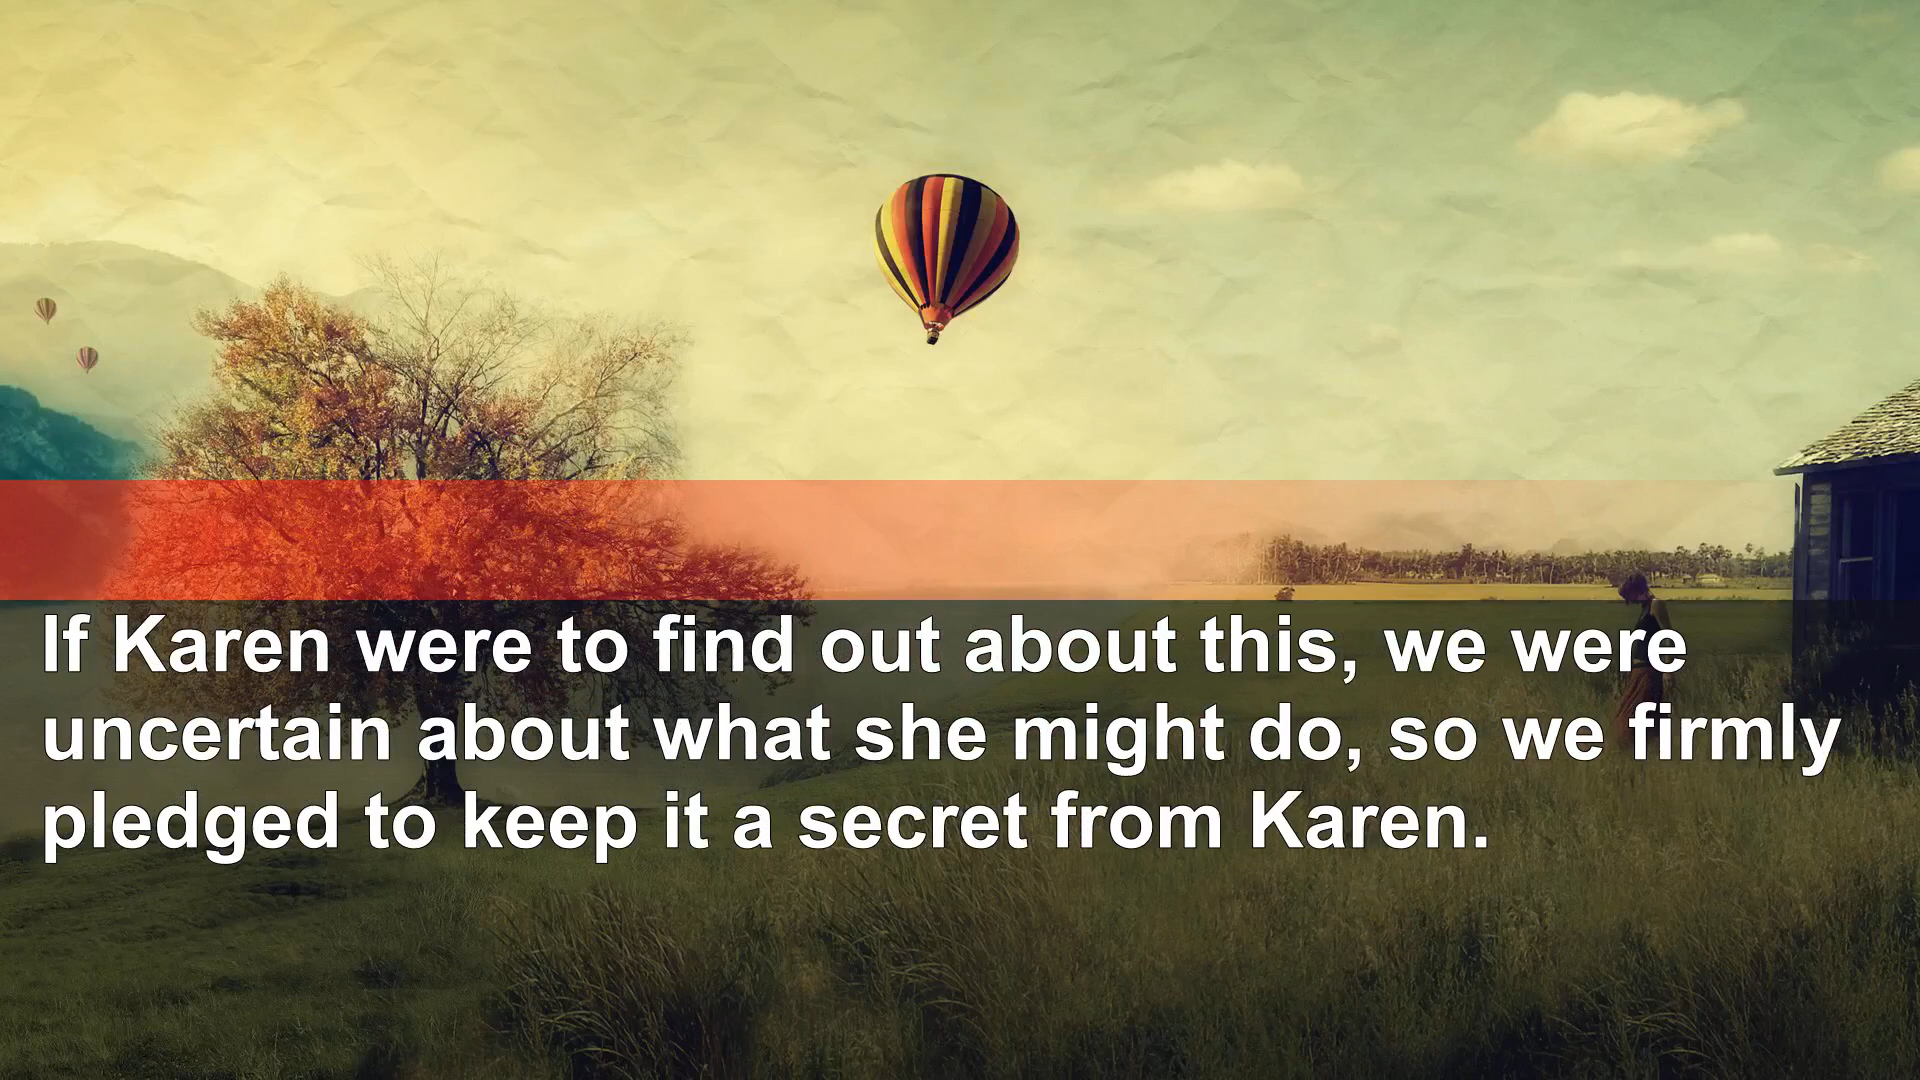 If Karen were to find out about this, we were
uncertain about what she might do, so we firmly
pledged to keep it a secret from Karen.